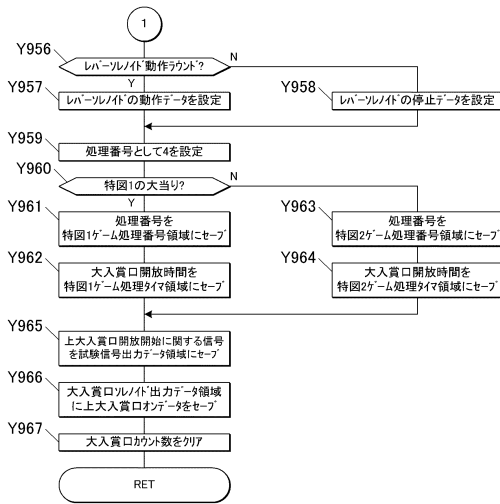 1
Y956
レバーソレノイド動作ラウンド?
N
Y
Y957
レバーソレノイドの動作データを設定
Y958
レバーソレノイドの停止データを設定
Y959
処理番号として4を設定
Y960
特図1の大当り?
N
Y
Y961
処理番号を
特図1ゲーム処理番号領域にセーブ
Y963
処理番号を
特図2ゲーム処理番号領域にセーブ
Y962
大入賞口開放時間を
特図1ゲーム処理タイマ領域にセーブ
Y964
大入賞口開放時間を
特図2ゲーム処理タイマ領域にセーブ
Y965
上大入賞口開放開始に関する信号
を試験信号出力データ領域にセーブ
Y966
大入賞口ソレノイド出力データ領域
に上大入賞口オンデータをセーブ
Y967
大入賞口カウント数をクリア
RET